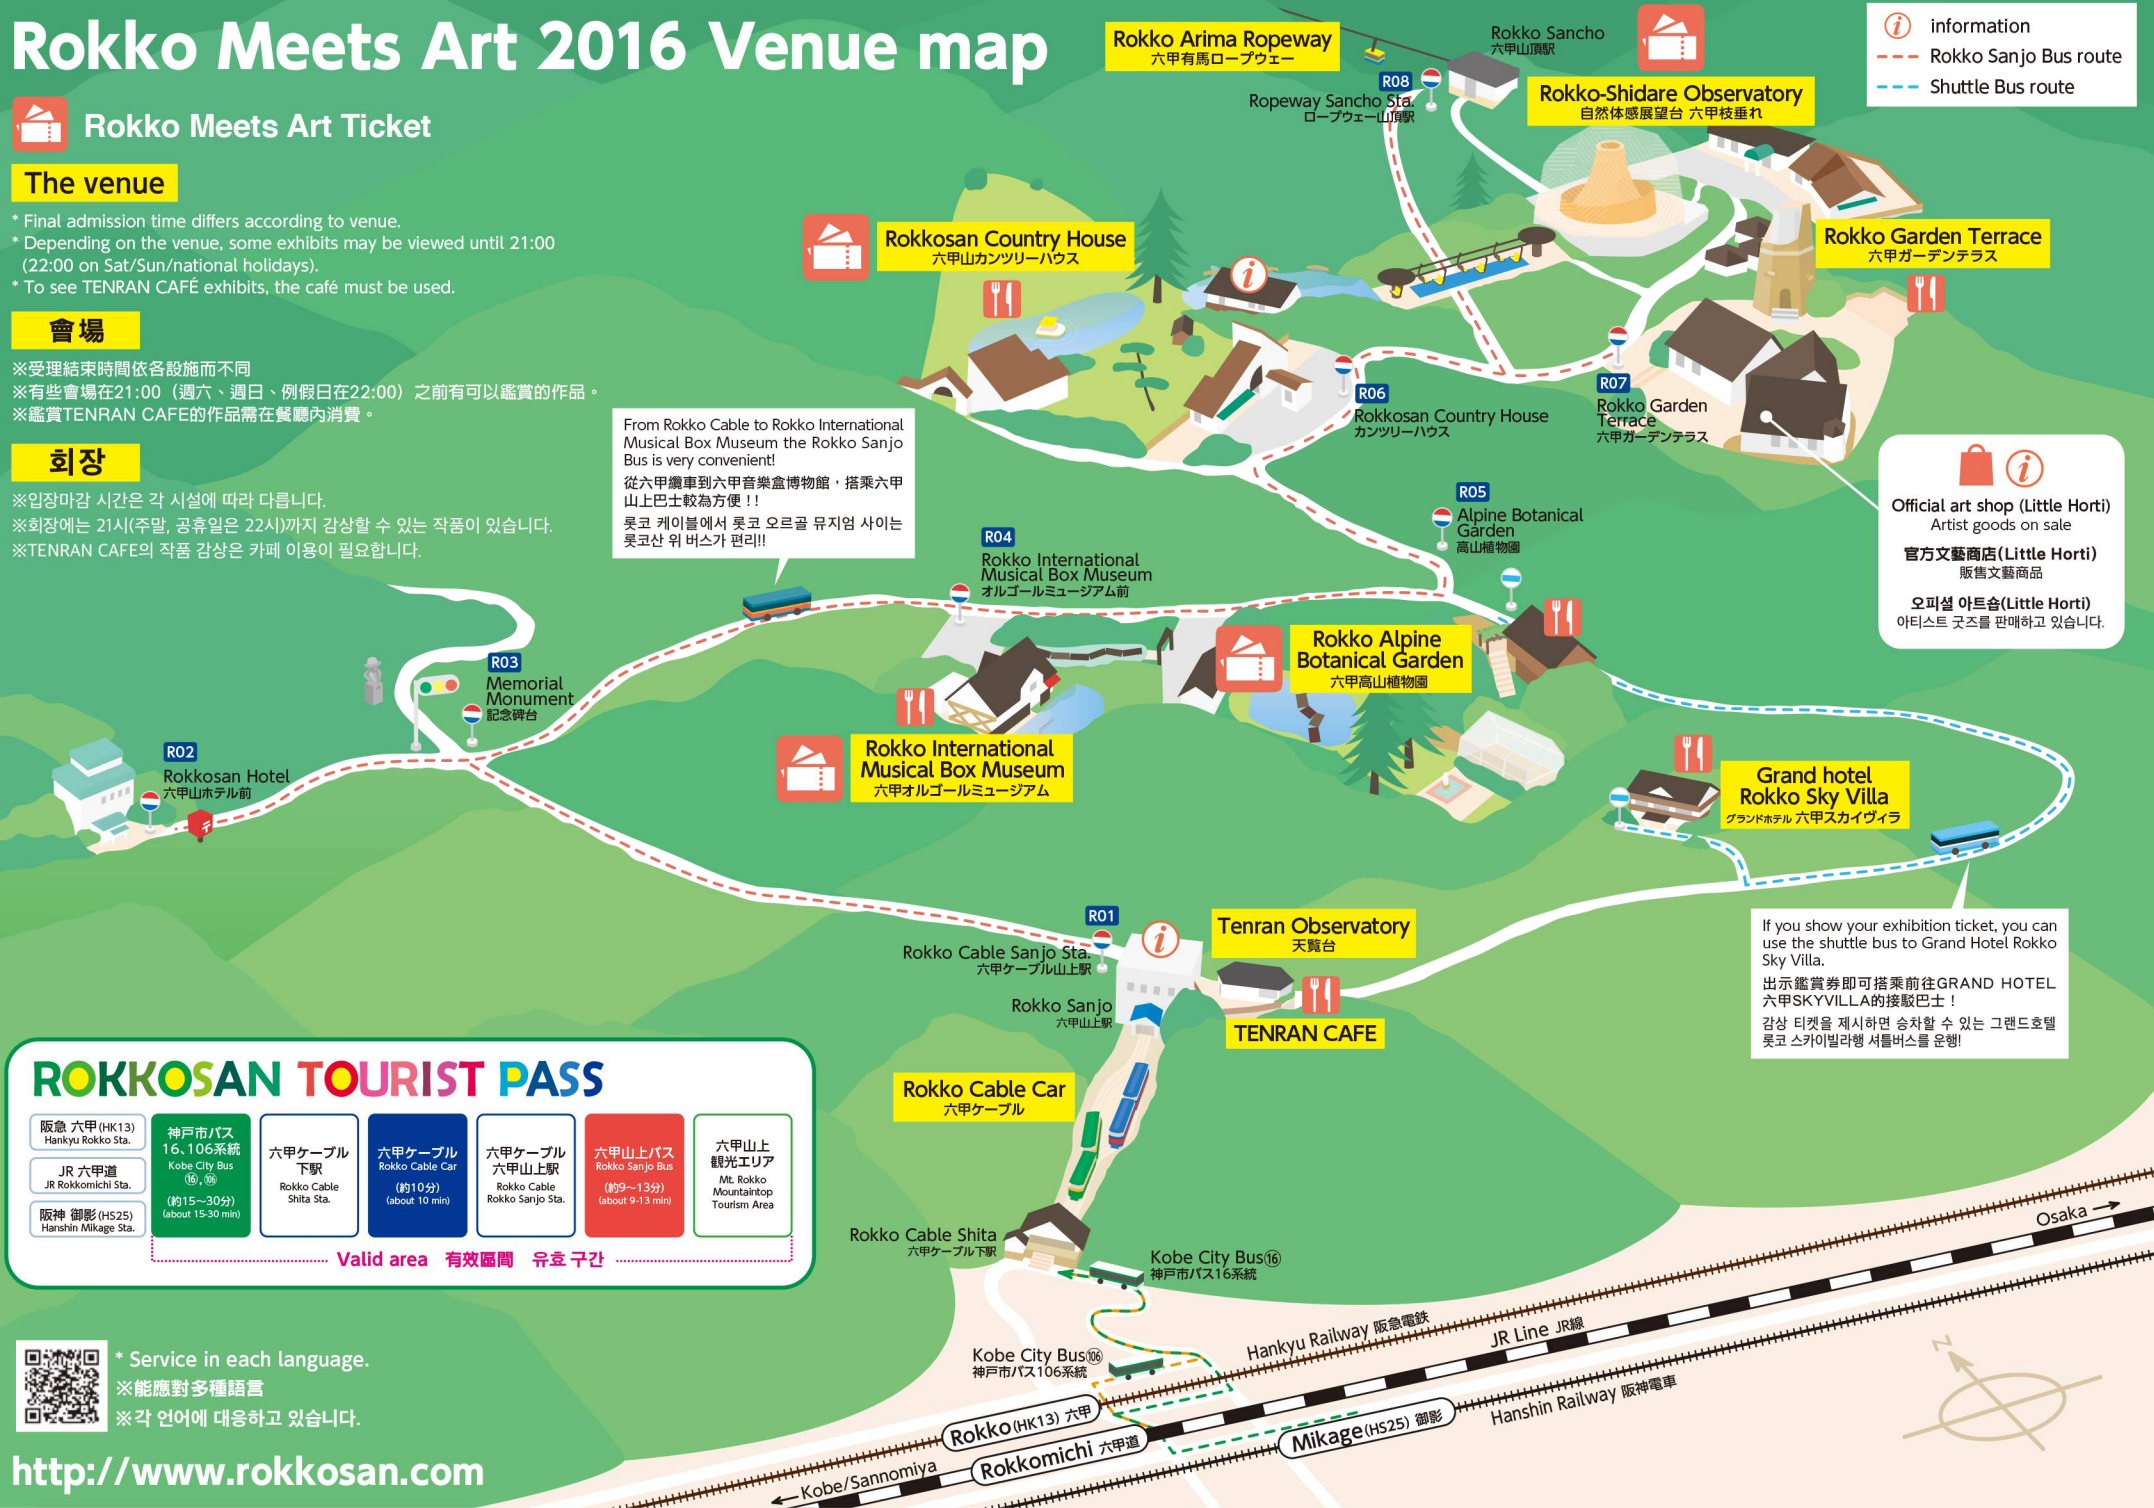 Rokko Meets Art 2016 Venue map
Rokko Meets Art Ticket
The venue
* Final admission time differs according to venue.
* Depending on the venue, some exhibits may be viewed until 21:00
(22:00 on Sat/Sun/national holidays).
* To see TENRAN CAFÉ exhibits, the café must be used.
會場
※受理結束時間依各設施而不同
※有些會場在21:00（週六、週日、例假日在22:00）之前有可以鑑賞的作品。
※鑑賞TENRAN CAFE的作品需在餐廳內消費。
회장
※입장마감 시간은 각 시설에 따라 다릅니다.
※회장에는 21시(주말, 공휴일은 22시)까지 감상할 수 있는 작품이 있습니다.
※TENRAN CAFE의 작품 감상은 카페 이용이 필요합니다.
information
Rokko Sanjo Bus route
Shuttle Bus route
Rokko Arima Ropeway
六甲有馬ロープウェー
Rokko Sancho
六甲山頂駅
R08
Ropeway Sancho Sta.
ロープウェー山頂駅
Rokko-Shidare Observatory
自然体感展望台 六甲枝垂れ
Rokkosan Country House
六甲山カンツリーハウス
Rokko Garden Terrace
六甲ガーデンテラス
R06
Rokkosan Country House
カンツリーハウス
R07
Rokko Garden
Terrace
六甲ガーデンテラス
Official art shop (Little Horti)
Artist goods on sale
官方文藝商店(Little Horti)
販售文藝商品
오피셜 아트숍(Little Horti)
아티스트 굿즈를 판매하고 있습니다.
From Rokko Cable to Rokko International
Musical Box Museum the Rokko Sanjo
Bus is very convenient!
從六甲纜車到六甲音樂盒博物館，搭乘六甲
山上巴士較為方便！！
롯코 케이블에서 롯코 오르골 뮤지엄 사이는
롯코산 위 버스가 편리!!
R05
Alpine Botanical
Garden
高山植物園
R04
Rokko International
Musical Box Museum
オルゴールミュージアム前
Rokko Alpine
Botanical Garden
六甲高山植物園
R03
Memorial
Monument
記念碑台
R02
Rokkosan Hotel
六甲山ホテル前
Rokko International
Musical Box Museum
六甲オルゴールミュージアム
Grand hotel
Rokko Sky Villa
グランドホテル 六甲スカイヴィラ
R01
Rokko Cable Sanjo Sta.
六甲ケーブル山上駅
Tenran Observatory
天覧台
Rokko Sanjo
六甲山上駅
TENRAN CAFE
If you show your exhibition ticket, you can
use the shuttle bus to Grand Hotel Rokko
Sky Villa.
出示鑑賞券即可搭乘前往GRAND HOTEL
六甲SKYVILLA的接駁巴士！
감상 티켓을 제시하면 승차할 수 있는 그랜드호텔
롯코 스카이빌라행 셔틀버스를 운행!
Rokko Cable Car
六甲ケーブル
ROKKOSAN TOURIST PASS
阪急 六甲(HK13)
Hankyu Rokko Sta.
JR 六甲道
JR Rokkomichi Sta.
阪神 御影(HS25)
Hanshin Mikage Sta.
神戸市バス
16、106系統
Kobe City Bus
⑯,106
(約15〜30分)
(about 15-30 min)
六甲ケーブル
下駅
Rokko Cable
Shita Sta.
六甲ケーブル
Rokko Cable Car
(約10分)
(about 10 min)
六甲ケーブル
六甲山上駅
Rokko Cable
Rokko Sanjo Sta.
六甲山上バス
Rokko Sanjo Bus
(約9〜13分)
(about 9-13 min)
六甲山上
観光エリア
Mt. Rokko
Mountaintop
Tourism Area
Valid area 有效區間 유효 구간
Rokko Cable Shita
六甲ケーブル下駅
Kobe City Bus⑯
神戸市バス16系統
Kobe City Bus106
神戸市バス106系統
Osaka →
Hankyu Railway 阪急電鉄
JR Line JR線
Hanshin Railway 阪神電車
Rokko(HK13) 六甲
Rokkomichi 六甲道
Mikage(HS25) 御影
← Kobe/Sannomiya
N
* Service in each language.
※能應對多種語言
※각 언어에 대응하고 있습니다.
http://www.rokkosan.com